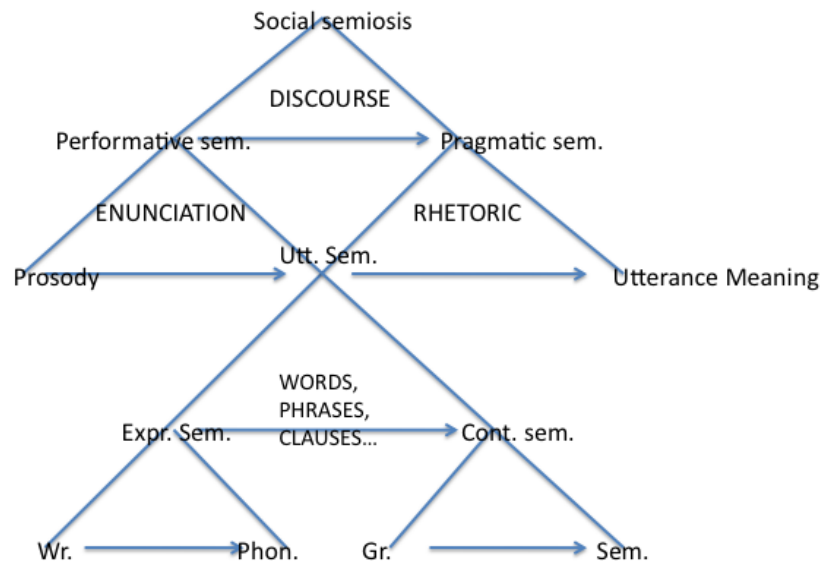 Social semiosis
DISCOURSE
Performative sem.
Pragmatic sem.
ENUNCIATION
RHETORIC
Utt. Sem.
Prosody
Utterance Meaning
WORDS,
PHRASES,
CLAUSES...
Expr. Sem.
Cont. sem.
Wr.
Phon.
Gr.
Sem.